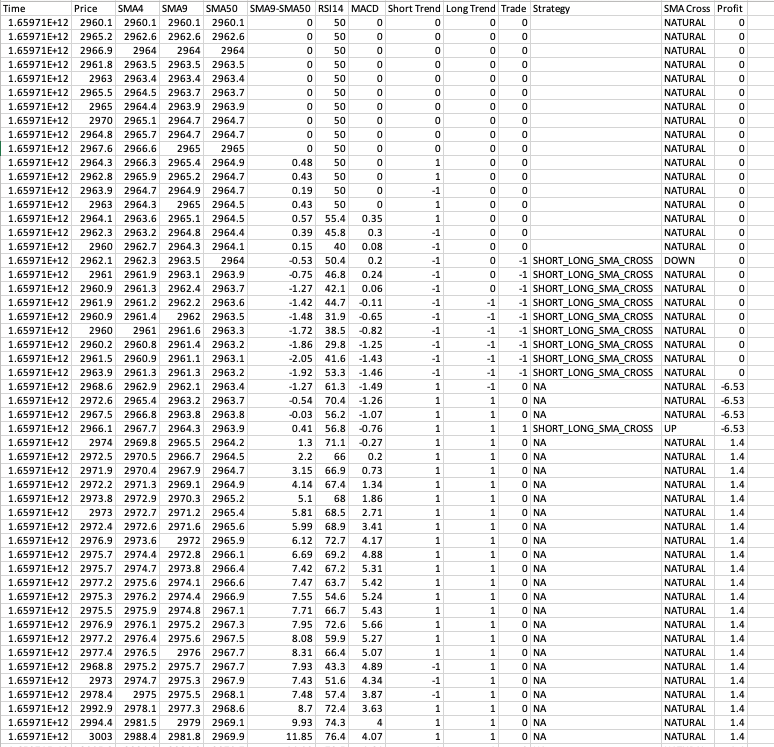 Time Price SMA4 SMA9 SMA50 SMA9-SMA50 RSI14 MACD Short Trend Long Trend Trade Strategy SMA Cross Profit
1.65971E+12 2960.1 2960.1 2960.1 2960.1 0 50 0 0 0 0 NATURAL 0
1.65971E+12 2965.2 2962.6 2962.6 2962.6 0 50 0 0 0 0 NATURAL 0
1.65971E+12 2966.9 2964 2964 2964 0 50 0 0 0 0 NATURAL 0
1.65971E+12 2961.8 2963.5 2963.5 2963.5 0 50 0 0 0 0 NATURAL 0
1.65971E+12 2963 2963.4 2963.4 2963.4 0 50 0 0 0 0 NATURAL 0
1.65971E+12 2965.5 2964.5 2963.7 2963.7 0 50 0 0 0 0 NATURAL 0
1.65971E+12 2965 2964.4 2963.9 2963.9 0 50 0 0 0 0 NATURAL 0
1.65971E+12 2970 2965.1 2964.7 2964.7 0 50 0 0 0 0 NATURAL 0
1.65971E+12 2964.8 2965.7 2964.7 2964.7 0 50 0 0 0 0 NATURAL 0
1.65971E+12 2967.6 2966.6 2965 2965 0 50 0 0 0 0 NATURAL 0
1.65971E+12 2964.3 2966.3 2965.4 2964.9 0.48 50 0 1 0 0 NATURAL 0
1.65971E+12 2962.8 2965.9 2965.2 2964.7 0.43 50 0 1 0 0 NATURAL 0
1.65971E+12 2963.9 2964.7 2964.9 2964.7 0.19 50 0 -1 0 0 NATURAL 0
1.65971E+12 2963 2964.3 2965 2964.5 0.43 50 0 1 0 0 NATURAL 0
1.65971E+12 2964.1 2963.6 2965.1 2964.5 0.57 55.4 0.35 1 0 0 NATURAL 0
1.65971E+12 2962.3 2963.2 2964.8 2964.4 0.39 45.8 0.3 -1 0 0 NATURAL 0
1.65971E+12 2960 2962.7 2964.3 2964.1 0.15 40 0.08 -1 0 0 NATURAL 0
1.65971E+12 2962.1 2962.3 2963.5 2964 -0.53 50.4 0.2 -1 0 -1 SHORT_LONG_SMA_CROSS DOWN 0
1.65971E+12 2961 2961.9 2963.1 2963.9 -0.75 46.8 0.24 -1 0 -1 SHORT_LONG_SMA_CROSS NATURAL 0
1.65971E+12 2960.9 2961.3 2962.4 2963.7 -1.27 42.1 0.06 -1 0 -1 SHORT_LONG_SMA_CROSS NATURAL 0
1.65971E+12 2961.9 2961.2 2962.2 2963.6 -1.42 44.7 -0.11 -1 -1 -1 SHORT_LONG_SMA_CROSS NATURAL 0
1.65971E+12 2960.9 2961.4 2962 2963.5 -1.48 31.9 -0.65 -1 -1 -1 SHORT_LONG_SMA_CROSS NATURAL 0
1.65971E+12 2960 2961 2961.6 2963.3 -1.72 38.5 -0.82 -1 -1 -1 SHORT_LONG_SMA_CROSS NATURAL 0
1.65971E+12 2960.2 2960.8 2961.4 2963.2 -1.86 29.8 -1.25 -1 -1 -1 SHORT_LONG_SMA_CROSS NATURAL 0
1.65971E+12 2961.5 2960.9 2961.1 2963.1 -2.05 41.6 -1.43 -1 -1 -1 SHORT_LONG_SMA_CROSS NATURAL 0
1.65971E+12 2963.9 2961.3 2961.3 2963.2 -1.92 53.3 -1.46 -1 -1 -1 SHORT_LONG_SMA_CROSS NATURAL 0
1.65971E+12 2968.6 2962.9 2962.1 2963.4 -1.27 61.3 -1.49 1 -1 0 NA NATURAL -6.53
1.65971E+12 2972.6 2965.4 2963.2 2963.7 -0.54 70.4 -1.26 1 1 0 NA NATURAL -6.53
1.65971E+12 2967.5 2966.8 2963.8 2963.8 -0.03 56.2 -1.07 1 1 0 NA NATURAL -6.53
1.65971E+12 2966.1 2967.7 2964.3 2963.9 0.41 56.8 -0.76 1 1 1 SHORT_LONG_SMA_CROSS UP -6.53
1.65971E+12 2974 2969.8 2965.5 2964.2 1.3 71.1 -0.27 1 1 0 NA NATURAL 1.4
1.65971E+12 2972.5 2970.5 2966.7 2964.5 2.2 66 0.2 1 1 0 NA NATURAL 1.4
1.65971E+12 2971.9 2970.4 2967.9 2964.7 3.15 66.9 0.73 1 1 0 NA NATURAL 1.4
1.65971E+12 2972.2 2971.3 2969.1 2964.9 4.14 67.4 1.34 1 1 0 NA NATURAL 1.4
1.65971E+12 2973.8 2972.9 2970.3 2965.2 5.1 68 1.86 1 1 0 NA NATURAL 1.4
1.65971E+12 2973 2972.7 2971.2 2965.4 5.81 68.5 2.71 1 1 0 NA NATURAL 1.4
1.65971E+12 2972.4 2972.6 2971.6 2965.6 5.99 68.9 3.41 1 1 0 NA NATURAL 1.4
1.65971E+12 2976.9 2973.6 2972 2965.9 6.12 72.7 4.17 1 1 0 NA NATURAL 1.4
1.65971E+12 2975.7 2974.4 2972.8 2966.1 6.69 69.2 4.88 1 1 0 NA NATURAL 1.4
1.65971E+12 2975.7 2974.7 2973.8 2966.4 7.42 67.2 5.31 1 1 0 NA NATURAL 1.4
1.65971E+12 2977.2 2975.6 2974.1 2966.6 7.47 63.7 5.42 1 1 0 NA NATURAL 1.4
1.65971E+12 2975.3 2976.2 2974.4 2966.9 7.55 54.6 5.24 1 1 0 NA NATURAL 1.4
1.65971E+12 2975.5 2975.9 2974.8 2967.1 7.71 66.7 5.43 1 1 0 NA NATURAL 1.4
1.65971E+12 2976.9 2976.1 2975.2 2967.3 7.95 72.6 5.66 1 1 0 NA NATURAL 1.4
1.65971E+12 2977.2 2976.4 2975.6 2967.5 8.08 59.9 5.27 1 1 0 NA NATURAL 1.4
1.65971E+12 2977.4 2976.5 2976 2967.7 8.31 66.4 5.07 1 1 0 NA NATURAL 1.4
1.65971E+12 2968.8 2975.2 2975.7 2967.7 7.93 43.3 4.89 -1 1 0 NA NATURAL 1.4
1.65971E+12 2973 2974.7 2975.3 2967.9 7.43 51.6 4.34 -1 1 0 NA NATURAL 1.4
1.65971E+12 2978.4 2975 2975.5 2968.1 7.48 57.4 3.87 -1 1 0 NA NATURAL 1.4
1.65971E+12 2992.9 2978.1 2977.3 2968.6 8.7 72.4 3.63 1 1 0 NA NATURAL 1.4
1.65971E+12 2994.4 2981.5 2979 2969.1 9.93 74.3 4 1 1 0 NA NATURAL 1.4
1.65971E+12 3003 2988.4 2981.8 2969.9 11.85 76.4 4.07 1 1 0 NA NATURAL 1.4